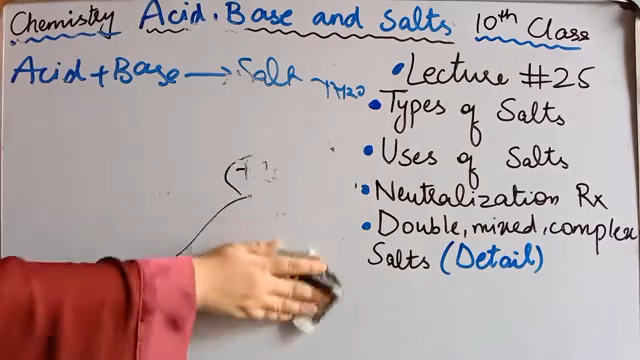 Chemistry Acid, Base and Salts 10th Class
Acid + Base → Salt + H2O
• Lecture #25
• Types of Salts
• Uses of Salts
• Neutralization Rx
• Double, mixed, complex
Salts (Detail)